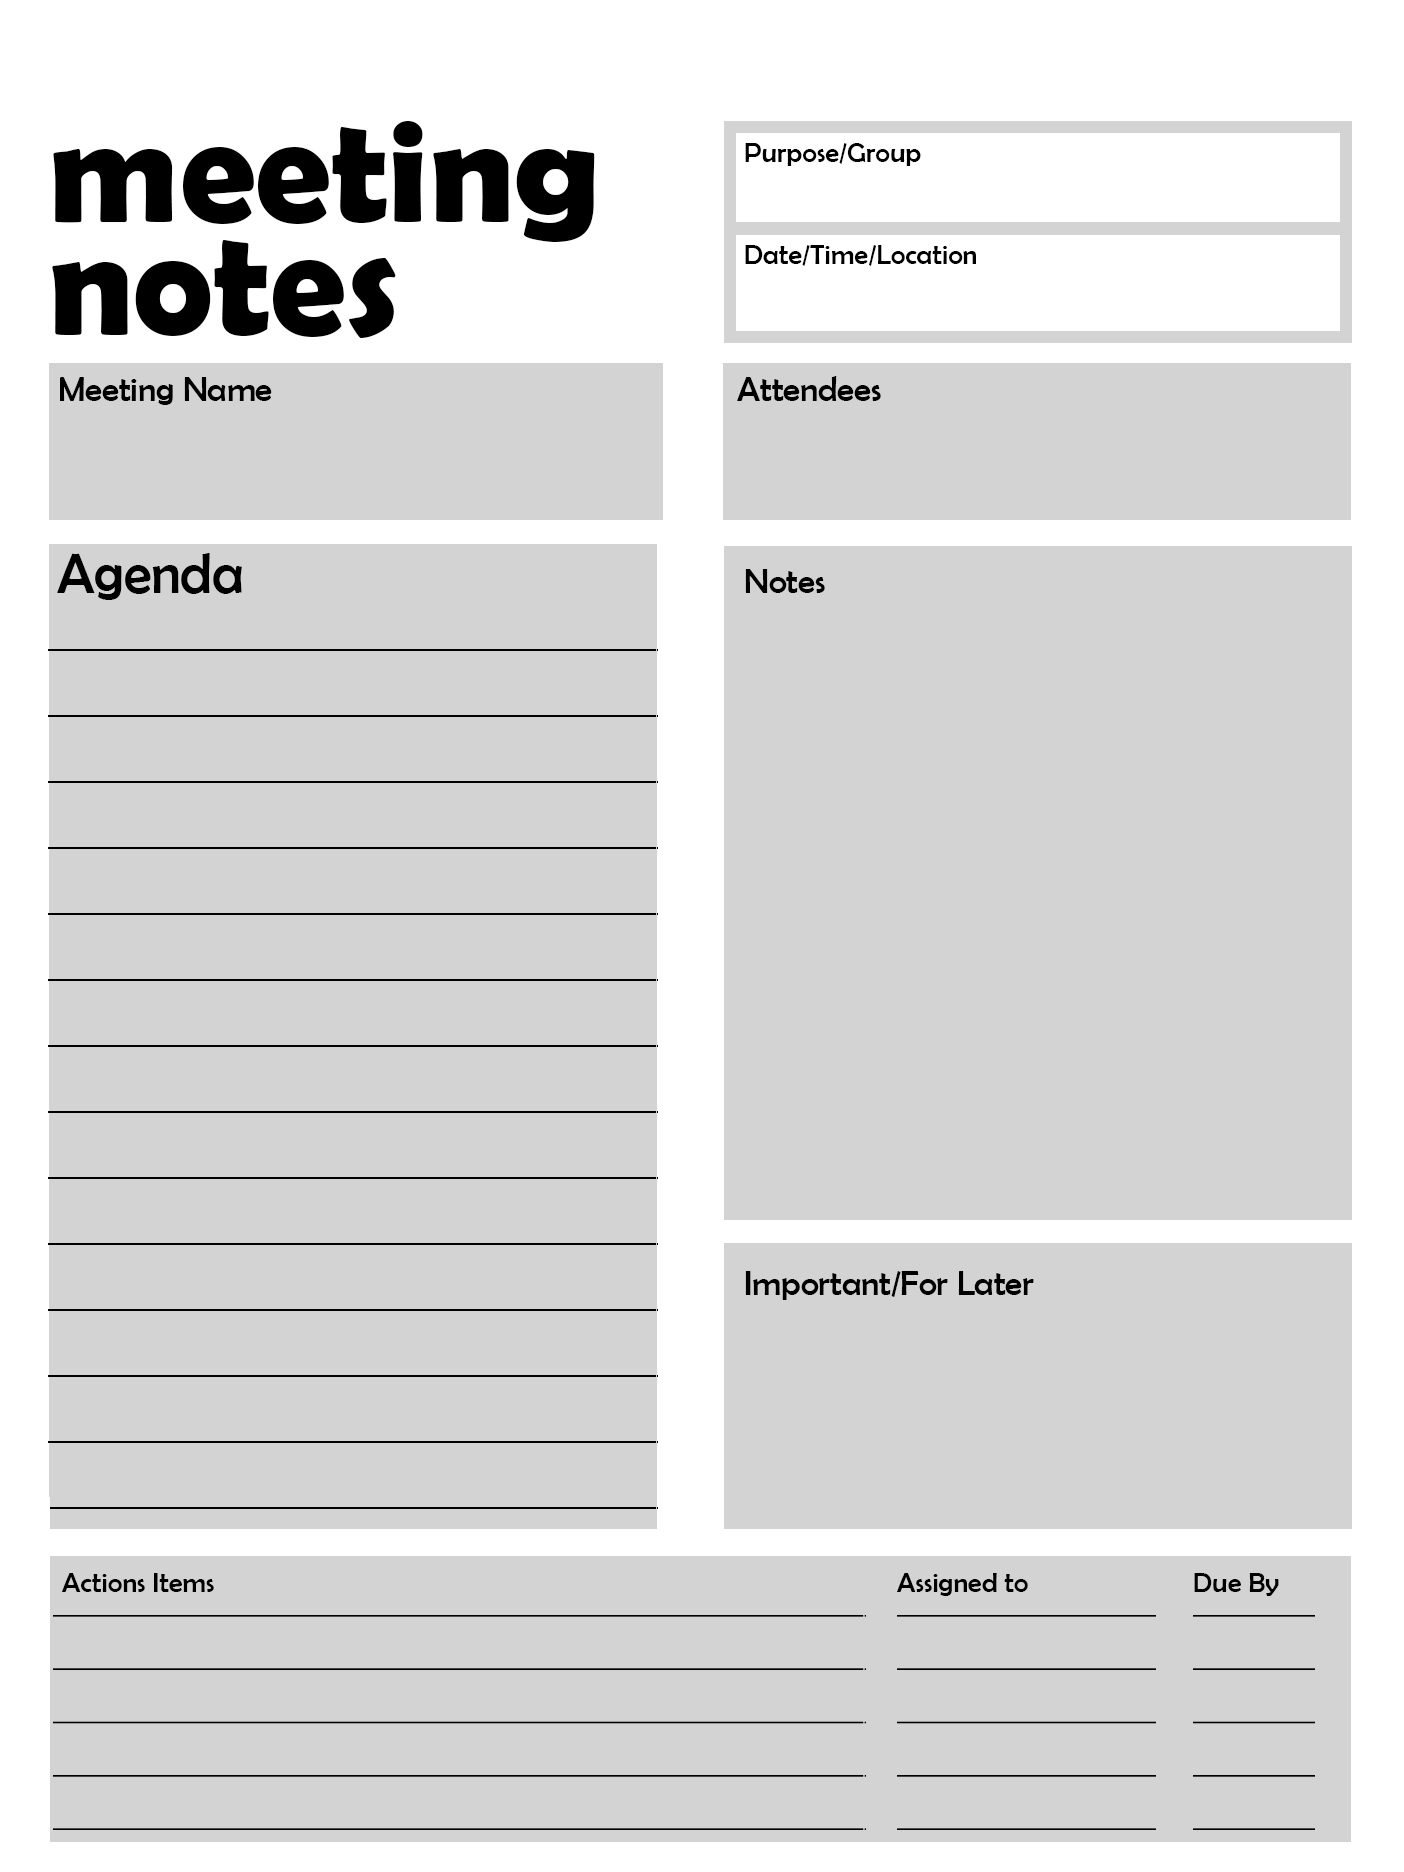 meeting
notes
Purpose/Group
Date/Time/Location
Meeting Name
Attendees
Agenda
Notes
Important/For Later
Actions Items
Assigned to
Due By